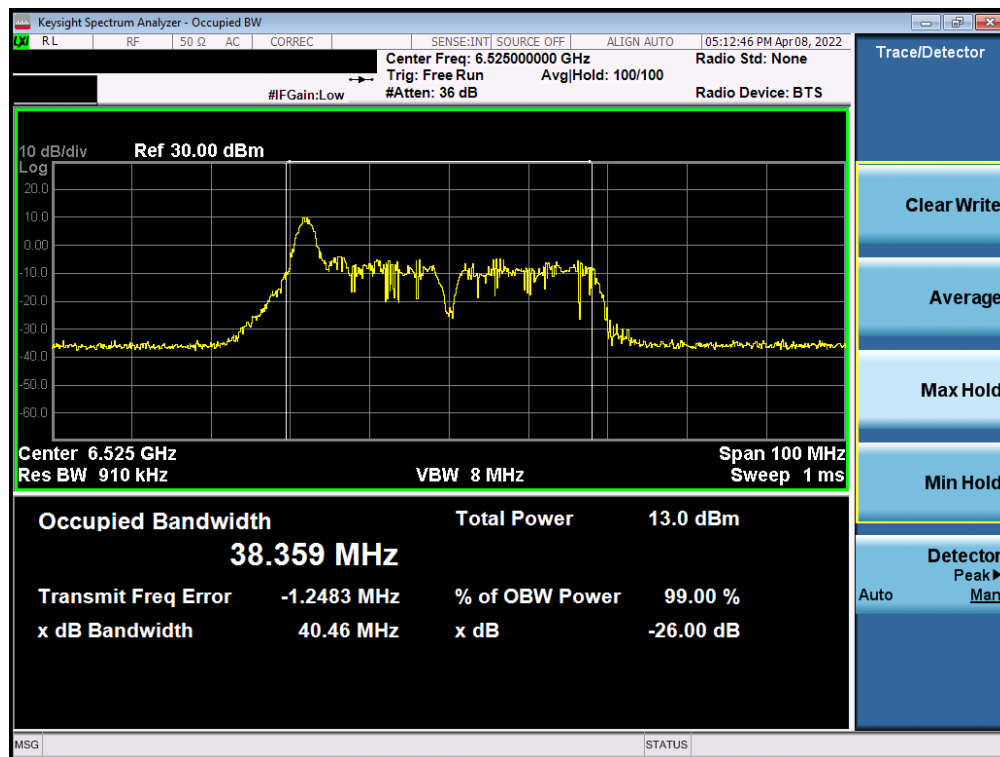 Keysight Spectrum Analyzer - Occupied BW
LXI RL RF 50 Ω AC CORREC SENSE:INT SOURCE OFF ALIGN AUTO 05:12:46 PM Apr 08, 2022
Center Freq: 6.525000000 GHz Radio Std: None
Trig: Free Run Avg|Hold: 100/100
#IFGain:Low #Atten: 36 dB Radio Device: BTS
Trace/Detector
10 dB/div Ref 30.00 dBm
Log
20.0
10.0
0.00
-10.0
-20.0
-30.0
-40.0
-50.0
-60.0
Center 6.525 GHz Span 100 MHz
Res BW 910 kHz VBW 8 MHz Sweep 1 ms
Occupied Bandwidth Total Power 13.0 dBm
38.359 MHz
Transmit Freq Error -1.2483 MHz % of OBW Power 99.00 %
x dB Bandwidth 40.46 MHz x dB -26.00 dB
Clear Write
Average
Max Hold
Min Hold
Detector
Peak
Auto Man
MSG STATUS